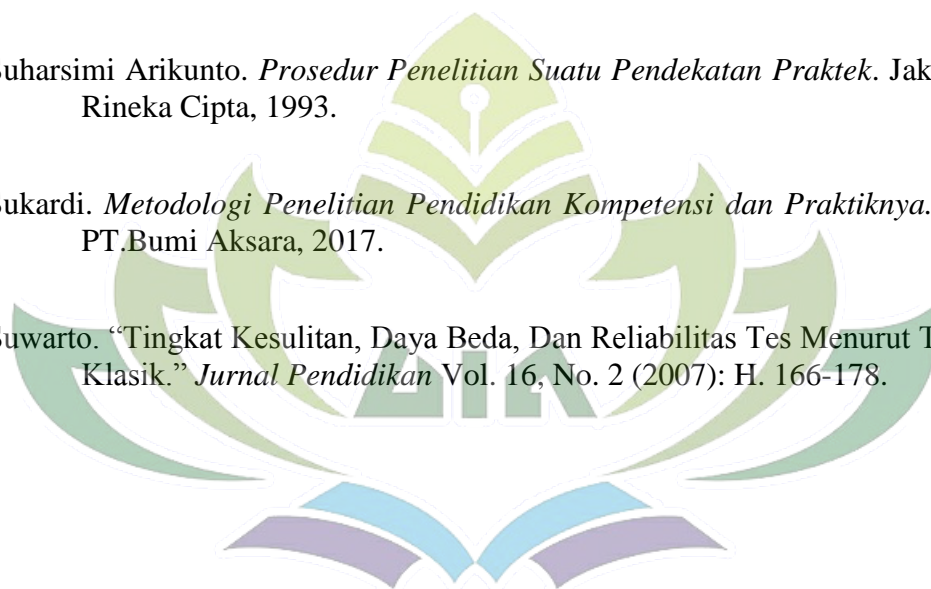 Suharsimi Arikunto. Prosedur Penelitian Suatu Pendekatan Praktek. Jak
Rineka Cipta, 1993.
Sukardi. Metodologi Penelitian Pendidikan Kompetensi dan Praktiknya.
PT.Bumi Aksara, 2017.
Suwarto. “Tingkat Kesulitan, Daya Beda, Dan Reliabilitas Tes Menurut T
Klasik.” Jurnal Pendidikan Vol. 16, No. 2 (2007): H. 166-178.